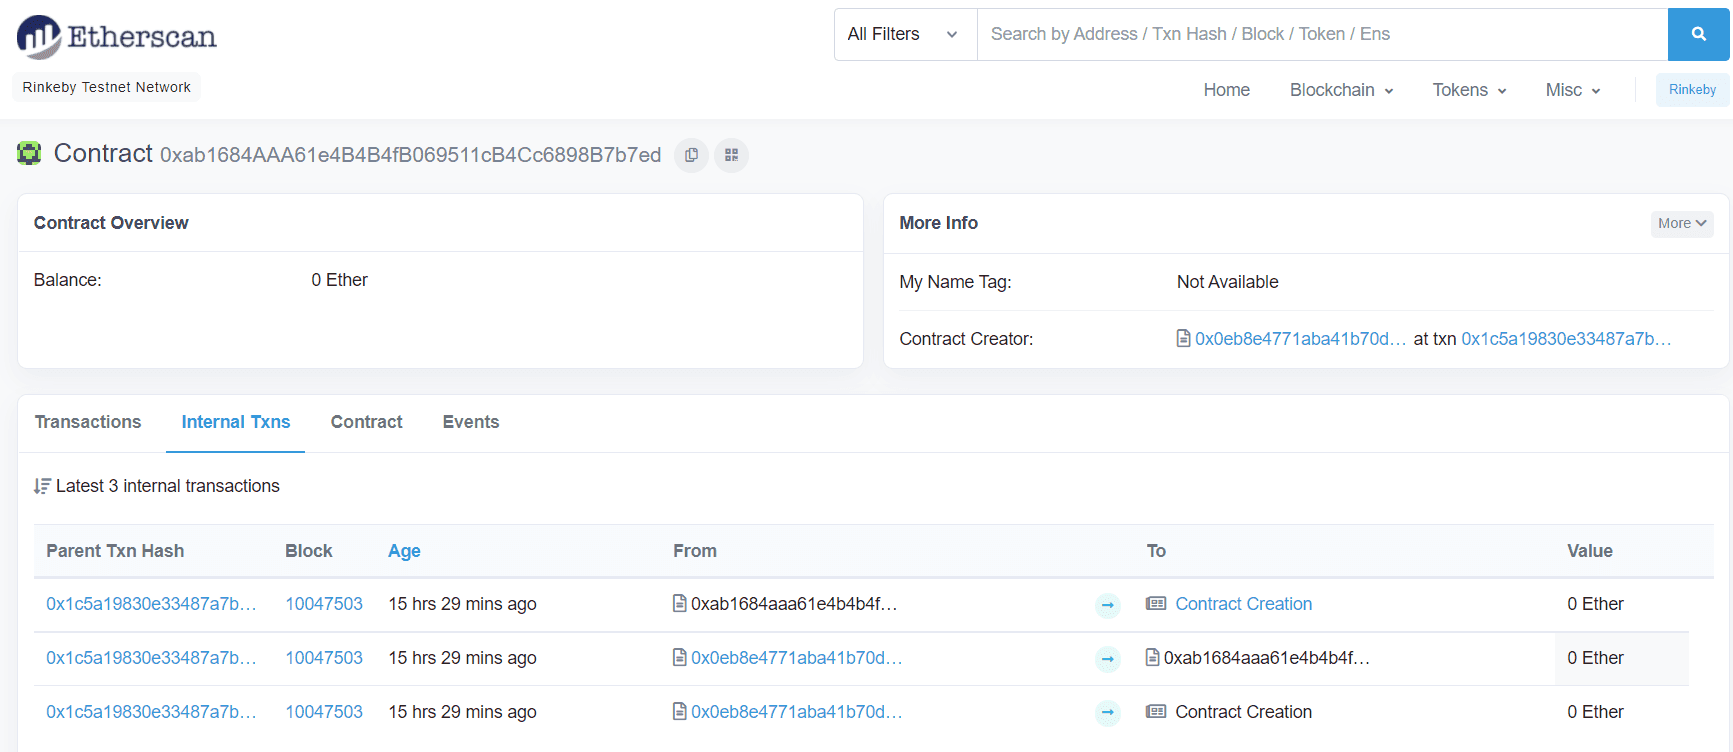 Etherscan
All Filters
Search by Address / Txn Hash / Block / Token / Ens
Rinkeby Testnet Network
Home Blockchain Tokens Misc Rinkeby
Contract 0xab1684AAA61e4B4B4fB069511cB4Cc6898B7b7ed
Contract Overview
Balance: 0 Ether
More Info More
My Name Tag: Not Available
Contract Creator: 0x0eb8e4771aba41b70d... at txn 0x1c5a19830e33487a7b...
Transactions Internal Txns Contract Events
Latest 3 internal transactions
Parent Txn Hash Block Age From To Value
0x1c5a19830e33487a7b... 10047503 15 hrs 29 mins ago 0xab1684aaa61e4b4b4f... Contract Creation 0 Ether
0x1c5a19830e33487a7b... 10047503 15 hrs 29 mins ago 0x0eb8e4771aba41b70d... 0xab1684aaa61e4b4b4f... 0 Ether
0x1c5a19830e33487a7b... 10047503 15 hrs 29 mins ago 0x0eb8e4771aba41b70d... Contract Creation 0 Ether